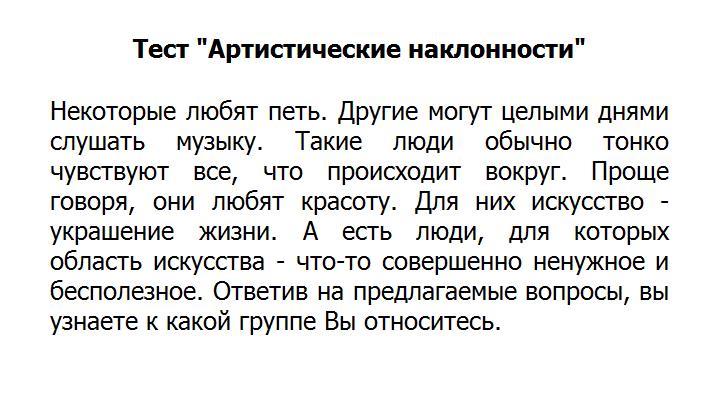 Тест "Артистические наклонности"
Некоторые любят петь. Другие могут целыми днями
слушать музыку. Такие люди обычно тонко
чувствуют все, что происходит вокруг. Проще
говоря, они любят красоту. Для них искусство -
украшение жизни. А есть люди, для которых
область искусства - что-то совершенно ненужное и
бесполезное. Ответив на предлагаемые вопросы, вы
узнаете к какой группе Вы относитесь.